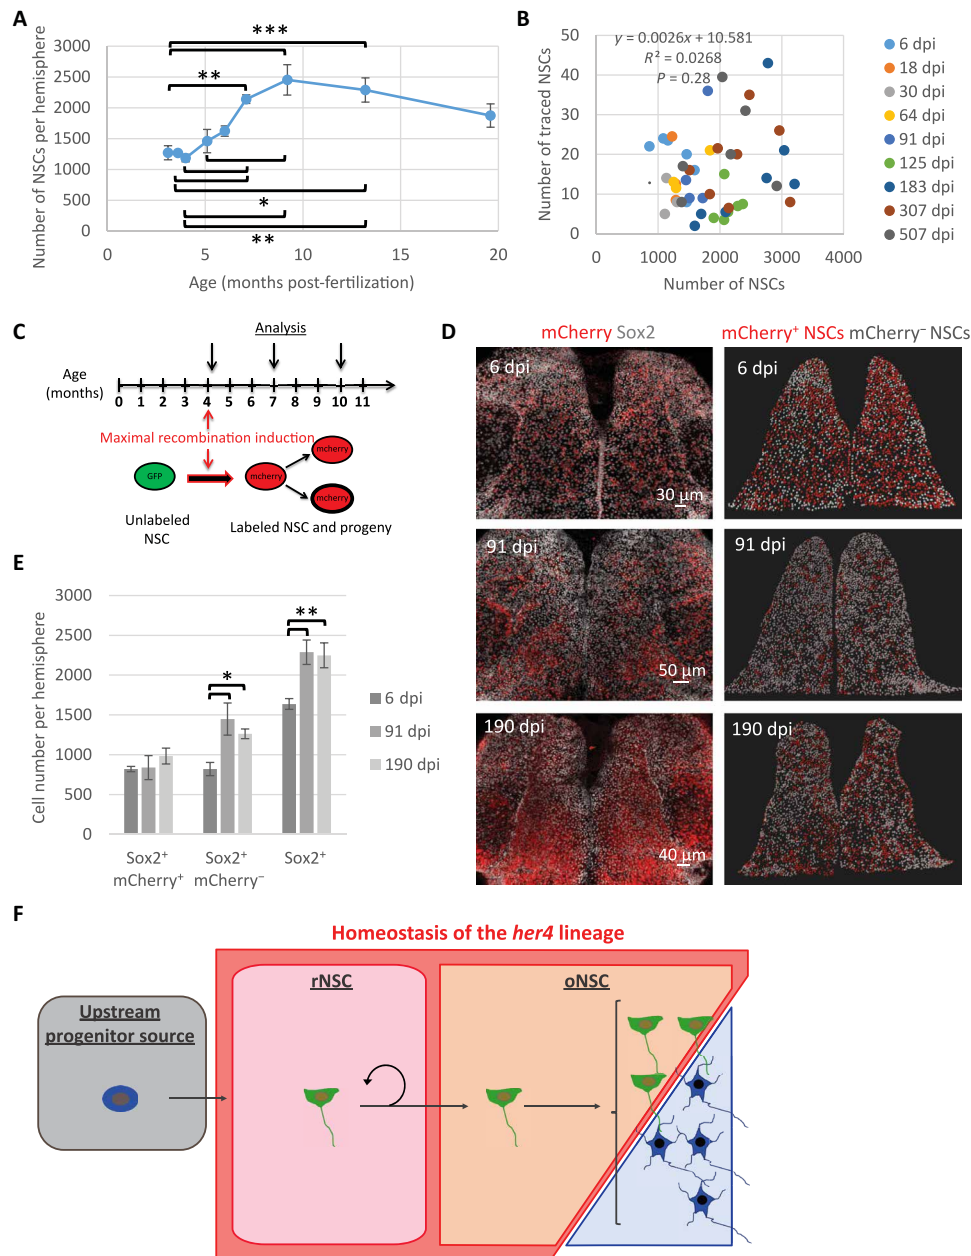 A
Number of NSCs per hemisphere
3000
2500
2000
1500
1000
500
0
0
5
10
15
20
Age (months post-fertilization)
***
**
*
**
B
Number of traced NSCs
50
40
30
20
10
0
0
1000
2000
3000
4000
Number of NSCs
y = 0.0026x + 10.581
R² = 0.0268
P = 0.28
6 dpi
18 dpi
30 dpi
64 dpi
91 dpi
125 dpi
183 dpi
307 dpi
507 dpi
C
Analysis
Age
(months)
0 1 2 3 4 5 6 7 8 9 10 11
Maximal recombination induction
GFP
mcherry
mcherry
mcherry
Unlabeled
NSC
Labeled NSC and progeny
D
mCherry Sox2
mCherry⁺ NSCs mCherry⁻ NSCs
6 dpi
30 µm
6 dpi
91 dpi
50 µm
91 dpi
190 dpi
40 µm
190 dpi
E
Cell number per hemisphere
3000
2500
2000
1500
1000
500
0
*
**
Sox2⁺
mCherry⁺
Sox2⁺
mCherry⁻
Sox2⁺
6 dpi
91 dpi
190 dpi
F
Homeostasis of the her4 lineage
Upstream
progenitor source
rNSC
oNSC